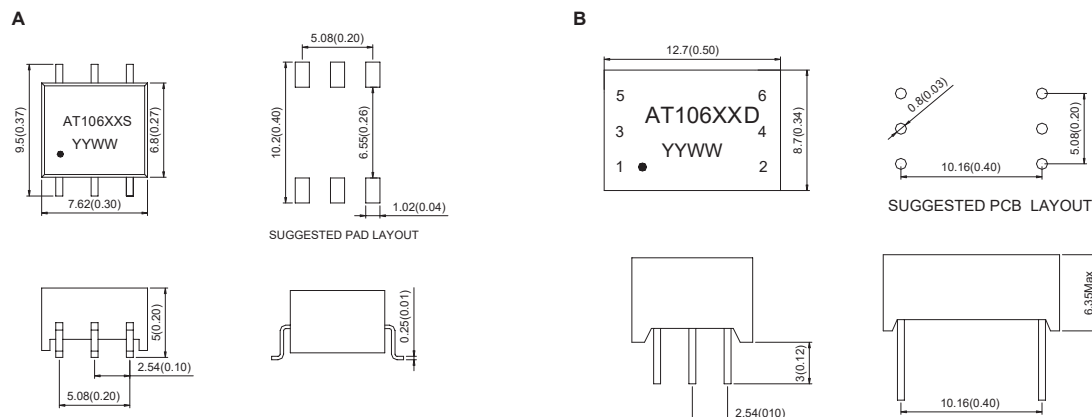 A
5.08(0.20)
9.5(0.37)
AT106XXS
YYWW
6.8(0.27)
7.62(0.30)
10.2(0.40)
6.55(0.26)
1.02(0.04)
SUGGESTED PAD LAYOUT
5(0.20)
2.54(0.10)
5.08(0.20)
0.25(0.01)
B
12.7(0.50)
5 6
AT106XXD
3 4
YYWW
1 2
8.7(0.34)
0.8(0.03)
5.08(0.20)
10.16(0.40)
SUGGESTED PCB LAYOUT
3(0.12)
2.54(010)
6.35Max
10.16(0.40)